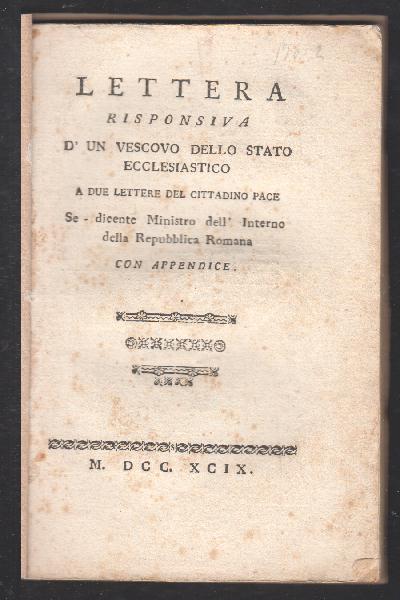 LETTERA
RISPONSIVA
D' UN VESCOVO DELLO STATO
ECCLESIASTICO
A DUE LETTERE DEL CITTADINO PACE
Se - dicente Ministro dell' Interno
della Repubblica Romana
CON APPENDICE.
M. DCC. XCIX.